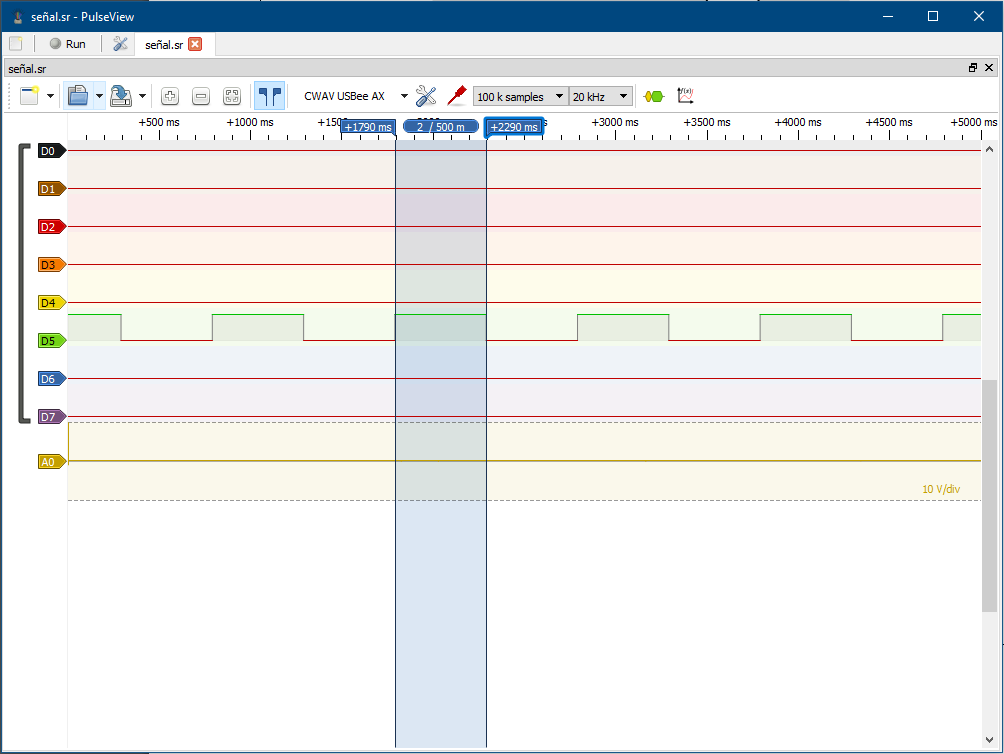 señal.sr - PulseView
Run
señal.sr
señal.sr
CWAV USBee AX
100 k samples
20 kHz
f(x)
+500 ms
+1000 ms
+1790 ms
2 / 500 m
+2290 ms
+3000 ms
+3500 ms
+4000 ms
+4500 ms
+5000 ms
D0
D1
D2
D3
D4
D5
D6
D7
A0
10 V/div